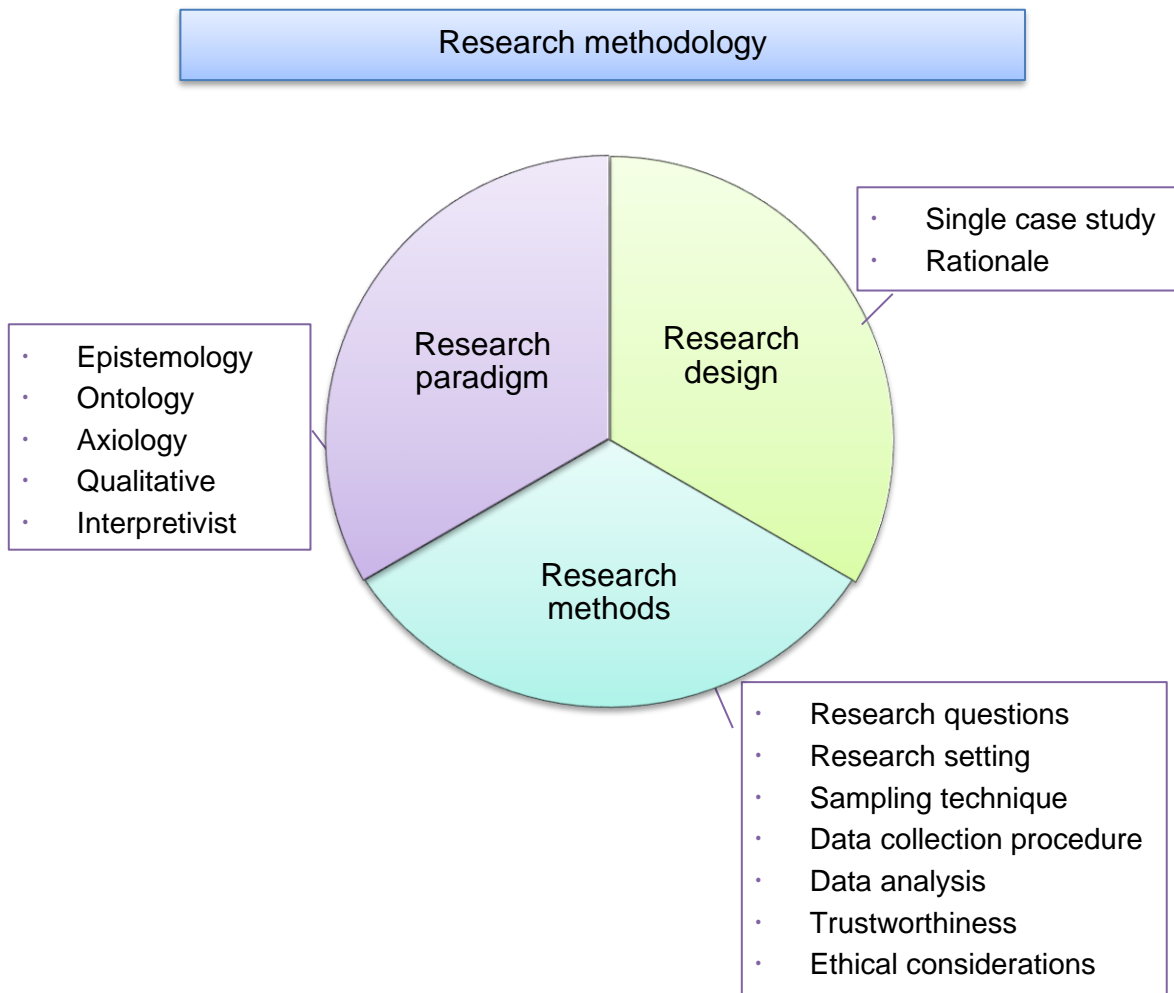 Research methodology
Research
paradigm
Research
design
Research
methods
· Epistemology
· Ontology
· Axiology
· Qualitative
· Interpretivist
· Single case study
· Rationale
· Research questions
· Research setting
· Sampling technique
· Data collection procedure
· Data analysis
· Trustworthiness
· Ethical considerations